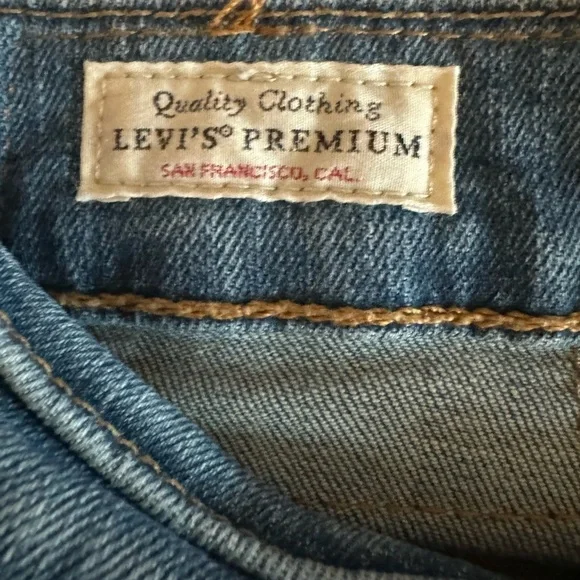 Quality Clothing
LEVI'S® PREMIUM
SAN FRANCISCO, CAL.